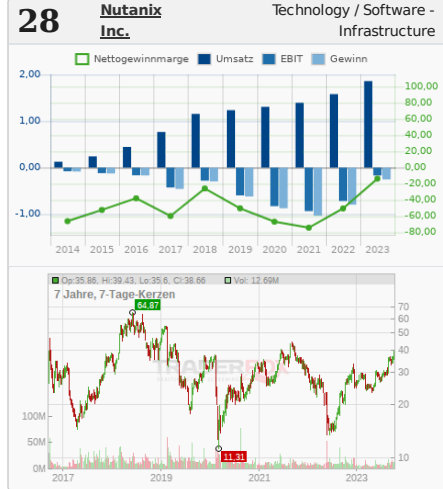 28
Nutanix Inc.
Technology / Software - Infrastructure
Nettogewinnmarge Umsatz EBIT Gewinn
2,00
1,00
0,00
-1,00
100,00
80,00
60,00
40,00
20,00
0,00
-20,00
-40,00
-60,00
-80,00
2014 2015 2016 2017 2018 2019 2020 2021 2022 2023
Op:35.86, Hi:39.43, Lo:35.6, Cl:38.66 Vol: 12.69M
7 Jahre, 7-Tage-Kerzen
64,87
TRADERFOX
11,31
70
60
50
40
30
20
10
100M
50M
0M
2017 2019 2021 2023